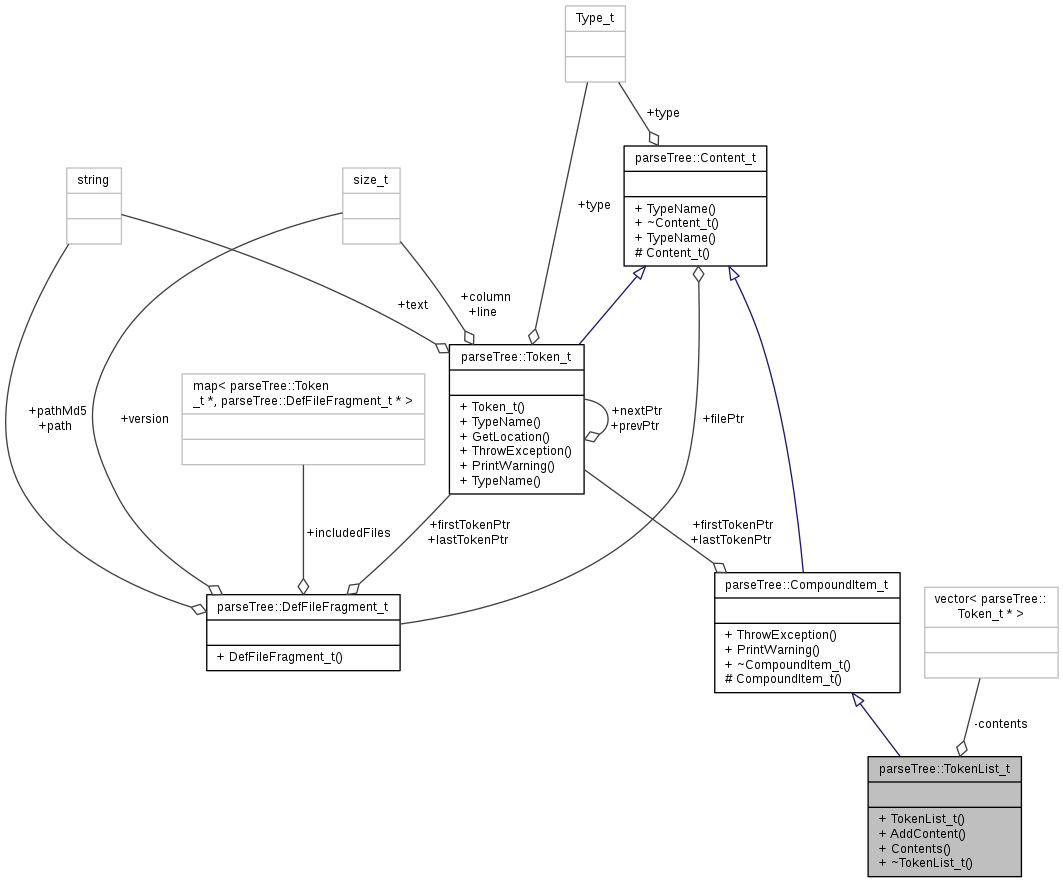 Type_t
+type
parseTree::Content_t
+ TypeName()
+ ~Content_t()
+ TypeName()
# Content_t()
string
size_t
+type
+text
+column
+line
parseTree::Token_t
+ Token_t()
+ TypeName()
+ GetLocation()
+ ThrowException()
+ PrintWarning()
+ TypeName()
map< parseTree::Token
_t *, parseTree::DefFileFragment_t * >
+pathMd5
+path
+version
+nextPtr
+prevPtr
+filePtr
+includedFiles
+firstTokenPtr
+lastTokenPtr
+firstTokenPtr
+lastTokenPtr
parseTree::DefFileFragment_t
+ DefFileFragment_t()
parseTree::CompoundItem_t
+ ThrowException()
+ PrintWarning()
+ ~CompoundItem_t()
# CompoundItem_t()
vector< parseTree::
Token_t * >
-contents
parseTree::TokenList_t
+ TokenList_t()
+ AddContent()
+ Contents()
+ ~TokenList_t()